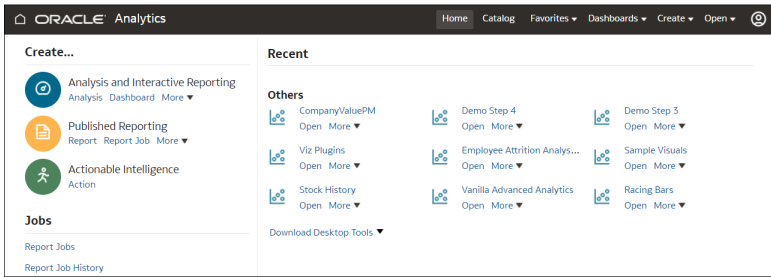 ORACLE Analytics
Home Catalog Favorites Dashboards Create Open
Create...
Analysis and Interactive Reporting
Analysis Dashboard More
Published Reporting
Report Report Job More
Actionable Intelligence
Action
Jobs
Report Jobs
Report Job History
Recent
Others
CompanyValuePM
Open More
Demo Step 4
Open More
Demo Step 3
Open More
Viz Plugins
Open More
Employee Attrition Analys...
Open More
Sample Visuals
Open More
Stock History
Open More
Vanilla Advanced Analytics
Open More
Racing Bars
Open More
Download Desktop Tools